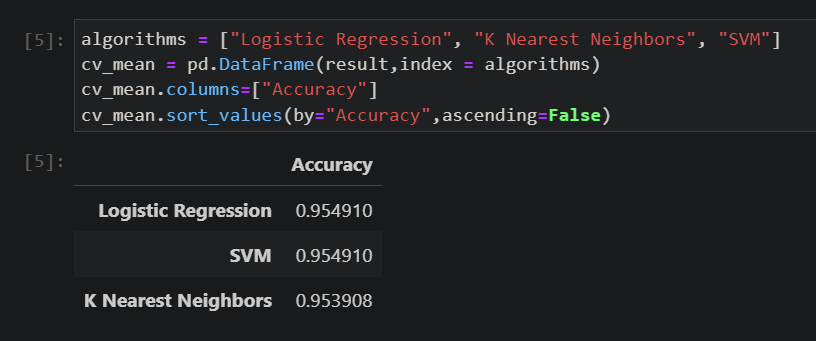 [5]: algorithms = ["Logistic Regression", "K Nearest Neighbors", "SVM"]
cv_mean = pd.DataFrame(result,index = algorithms)
cv_mean.columns=["Accuracy"]
cv_mean.sort_values(by="Accuracy",ascending=False)
[5]:
Accuracy
Logistic Regression 0.954910
SVM 0.954910
K Nearest Neighbors 0.953908